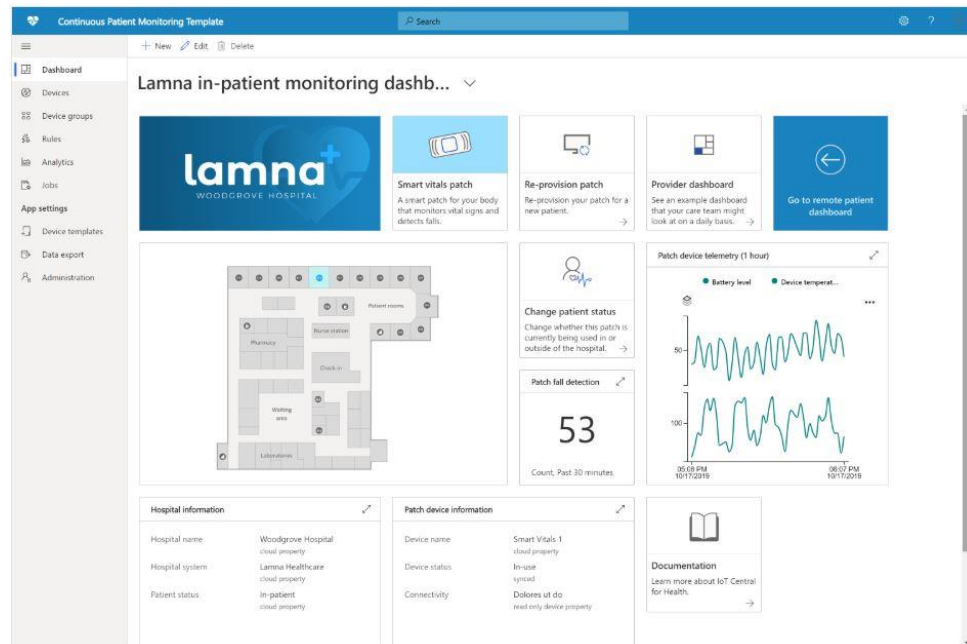 Continuous Patient Monitoring Template
Search
?
New Edit Delete
Dashboard
Devices
Device groups
Rules
Analytics
Jobs
App settings
Device templates
Data export
Administration
Lamna in-patient monitoring dashb...
lamna
WOODGROVE HOSPITAL
Smart vitals patch
A smart patch for your body
that monitors vital signs and
detects falls.
Re-provision patch
Re-provision your patch for a
new patient.
Provider dashboard
See an example dashboard
that your care team might
look at on a daily basis.
Go to remote patient
dashboard
Patient rooms
Nurse station
Pharmacy
Check-in
Waiting
area
Laboratories
Change patient status
Change whether this patch is
currently being used in or
outside of the hospital.
Patch fall detection
53
Count, Past 30 minutes.
Patch device telemetry (1 hour)
Battery level Device temperat...
50
100
05:08 PM
10/17/2019
06:07 PM
10/17/2019
Hospital information
Hospital name Woodgrove Hospital
cloud property
Hospital system Lamna Healthcare
cloud property
Patient status In-patient
cloud property
Patch device information
Device name Smart Vitals 1
cloud property
Device status In-use
synced
Connectivity Dolores ut do
read only device property
Documentation
Learn more about IoT Central
for Health.